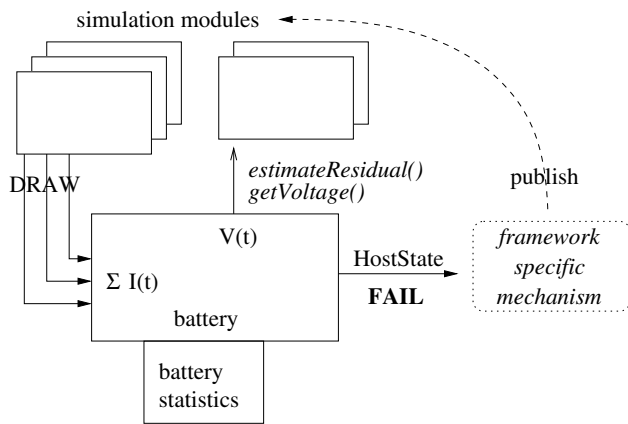 simulation modules
DRAW
estimateResidual()
getVoltage()
publish
V(t)
Σ I(t)
battery
HostState
FAIL
framework
specific
mechanism
battery
statistics